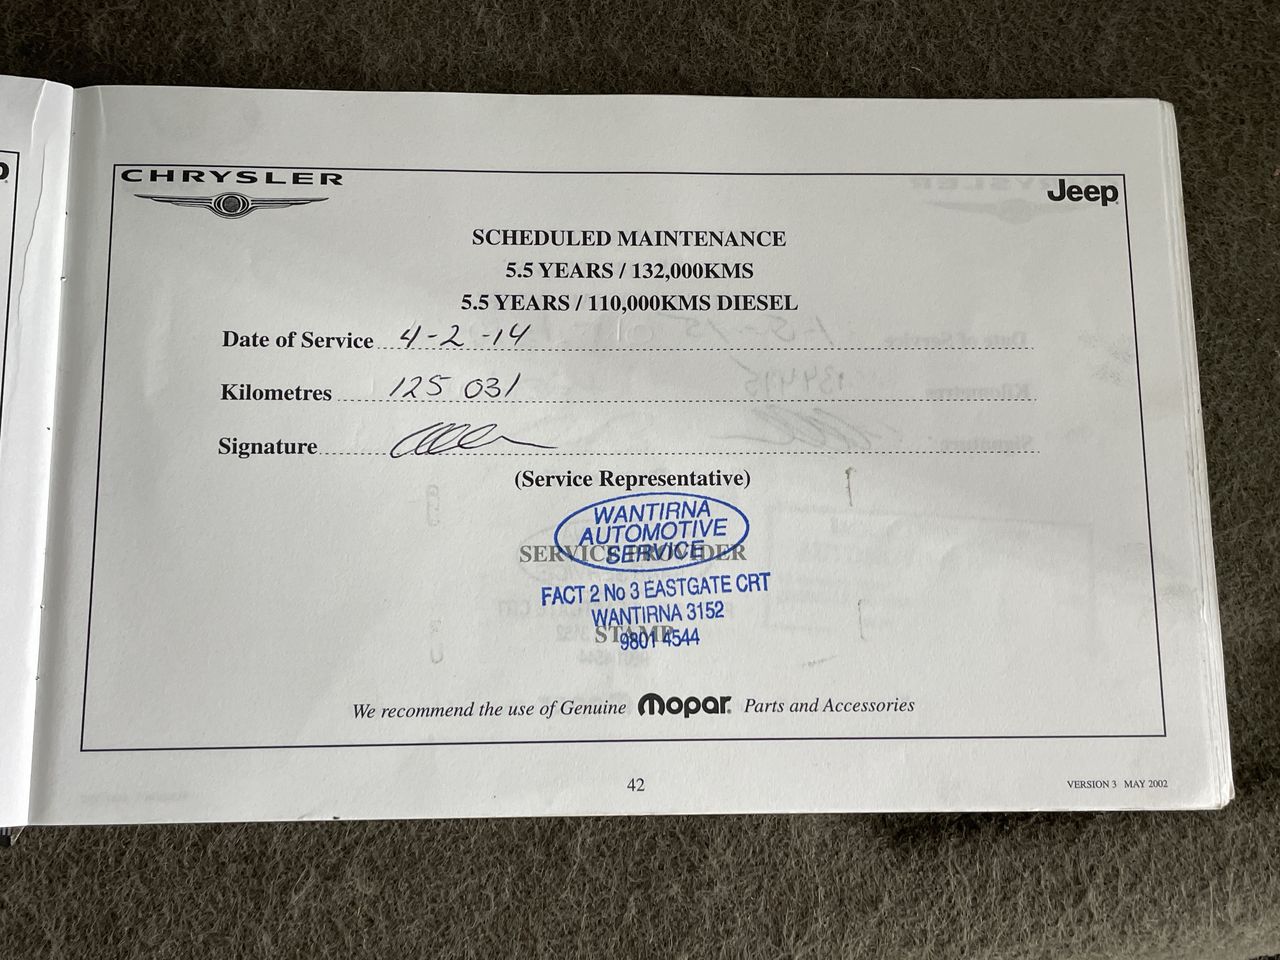 CHRYSLER
Jeep
SCHEDULED MAINTENANCE
5.5 YEARS / 132,000KMS
5.5 YEARS / 110,000KMS DIESEL
Date of Service 4-2-14
Kilometres 125 031
Signature
(Service Representative)
WANTIRNA
AUTOMOTIVE
SERVICE
SERVICE PROVIDER
FACT 2 No 3 EASTGATE CRT
WANTIRNA 3152
STAMP
9801 4544
We recommend the use of Genuine Mopar. Parts and Accessories
42
VERSION 3 MAY 2002